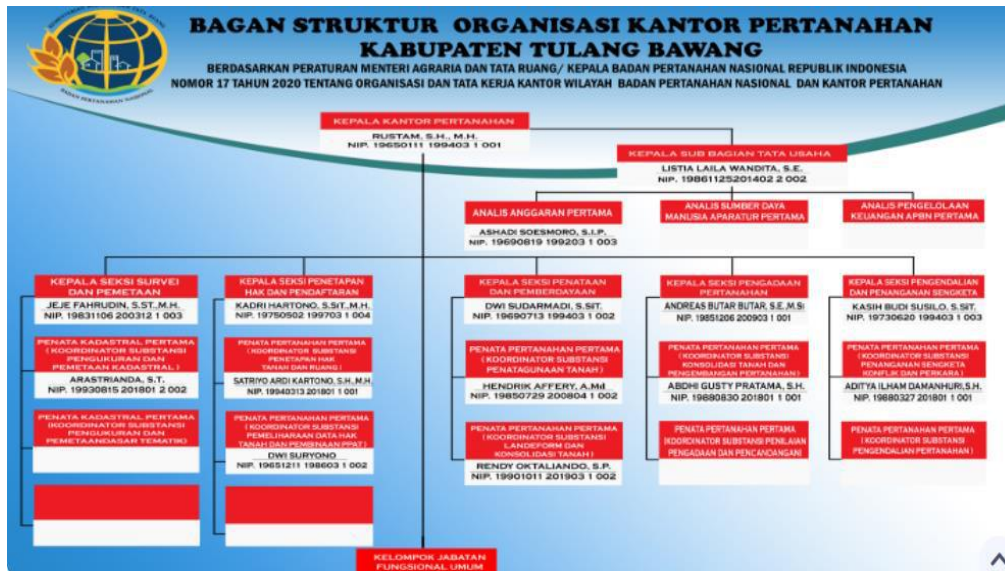 BAGAN STRUKTUR ORGANISASI KANTOR PERTANAHAN
KABUPATEN TULANG BAWANG
BERDASARKAN PERATURAN MENTERI AGRARIA DAN TATA RUANG/ KEPALA BADAN PERTANAHAN NASIONAL REPUBLIK INDONESIA
NOMOR 17 TAHUN 2020 TENTANG ORGANISASI DAN TATA KERJA KANTOR WILAYAH BADAN PERTANAHAN NASIONAL DAN KANTOR PERTANAHAN
BADAN PERTANAHAN NASIONAL
KEPALA KANTOR PERTANAHAN
RUSTAM, S.H., M.H.
NIP. 19650111 199403 1 001
KEPALA SUB BAGIAN TATA USAHA
LISTIA LAILA WANDITA, S.E.
NIP. 19861125201402 2 002
ANALIS ANGGARAN PERTAMA
ASHADI SOESMORO, S.I.P.
NIP. 19690819 199203 1 003
ANALIS SUMBER DAYA
MANUSIA APARATUR PERTAMA
ANALIS PENGELOLAAN
KEUANGAN APBN PERTAMA
KEPALA SEKSI SURVEI
DAN PEMETAAN
JEJE FAHRUDIN, S.ST.,M.H.
NIP. 19831106 200312 1 003
PENATA KADASTRAL PERTAMA
( KOORDINATOR SUBSTANSI
PENGUKURAN DAN
PEMETAAN KADASTRAL )
ARASTRIANDA, S.T.
NIP. 19930815 201801 2 002
PENATA KADASTRAL PERTAMA
(KOORDINATOR SUBSTANSI
PENGUKURAN DAN
PEMETAANDASAR TEMATIK)
KEPALA SEKSI PENETAPAN
HAK DAN PENDAFTARAN
KADRI HARTONO, S.SiT.,M.H.
NIP. 19750502 199703 1 004
PENATA PERTANAHAN PERTAMA
( KOORDINATOR SUBSTANSI
PENETAPAN HAK
TANAH DAN RUANG)
SATRIYO ARDI KARTONO, S.H.,M.H.
NIP. 19940313 201801 1 001
PENATA PERTANAHAN PERTAMA
( KOORDINATOR SUBSTANSI
PEMELIHARAAN DATA HAK
TANAH DAN PEMBINAAN PPAT)
DWI SURYONO
NIP. 19651211 198603 1 002
KEPALA SEKSI PENATAAN
DAN PEMBERDAYAAN
DWI SUDARMADI, S.SIT.
NIP. 19690713 199403 1 002
PENATA PERTANAHAN PERTAMA
( KOORDINATOR SUBSTANSI
PENATAGUNAAN TANAH )
HENDRIK AFFERY, A.Md
NIP. 19850729 200804 1 002
PENATA PERTANAHAN PERTAMA
( KOORDINATOR SUBSTANSI
LANDEFORM DAN
KONSOLIDASI TANAH )
RENDY OKTALIANDO, S.P.
NIP. 19901011 201903 1 002
KEPALA SEKSI PENGADAAN
PERTANAHAN
ANDREAS BUTAR BUTAR, S.E.,M.Si
NIP. 19851206 200903 1 001
PENATA PERTANAHAN PERTAMA
( KOORDINATOR SUBSTANSI
KONSOLIDASI TANAH DAN
PENGEMBANGAN PERTANAHAN )
ABDHI GUSTY PRATAMA, S.H.
NIP. 19880830 201801 1 001
PENATA PERTANAHAN PERTAMA
(KOORDINATOR SUBSTANSI PENILAIAN
PENGADAAN DAN PENCANDANGAN)
KEPALA SEKSI PENGENDALIAN
DAN PENANGANAN SENGKETA
KASIH BUDI SUSILO, S.SIT.
NIP. 19730620 199403 1 003
PENATA PERTANAHAN PERTAMA
( KOORDINATOR SUBSTANSI
PENANGANAN SENGKETA
KONFLIK DAN PERKARA )
ADITYA ILHAM DAMANHURI,S.H.
NIP. 19880327 201801 1 001
PENATA PERTANAHAN PERTAMA
( KOORDINATOR SUBSTANSI
PENGENDALIAN PERTANAHAN )
KELOMPOK JABATAN
FUNGSIONAL UMUM